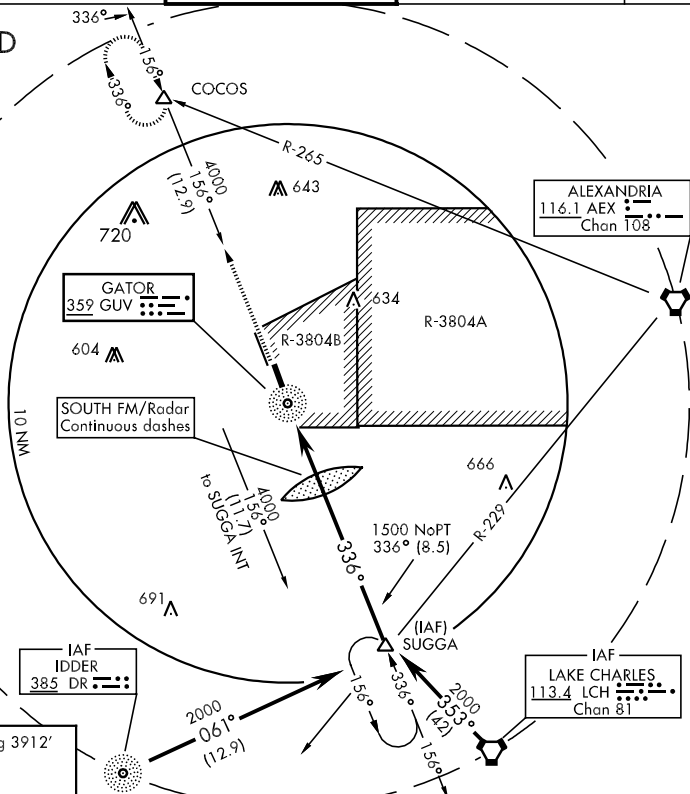 336°
D
156°
336°
COCOS
R-265
4000
156°
(12.9)
643
720
ALEXANDRIA
116.1 AEX
Chan 108
GATOR
359 GUV
634
R-3804A
R-3804B
604
SOUTH FM/Radar
Continuous dashes
10 NM
666
4000
156°
(11.7)
to SUGGA INT
R-229
1500 NoPT
336° (8.5)
336°
691
(IAF)
SUGGA
IAF
IDDER
385 DR
IAF
LAKE CHARLES
113.4 LCH
Chan 81
156°
336°
2000
353°
(42)
2000
061°
(12.9)
g 3912'
156°